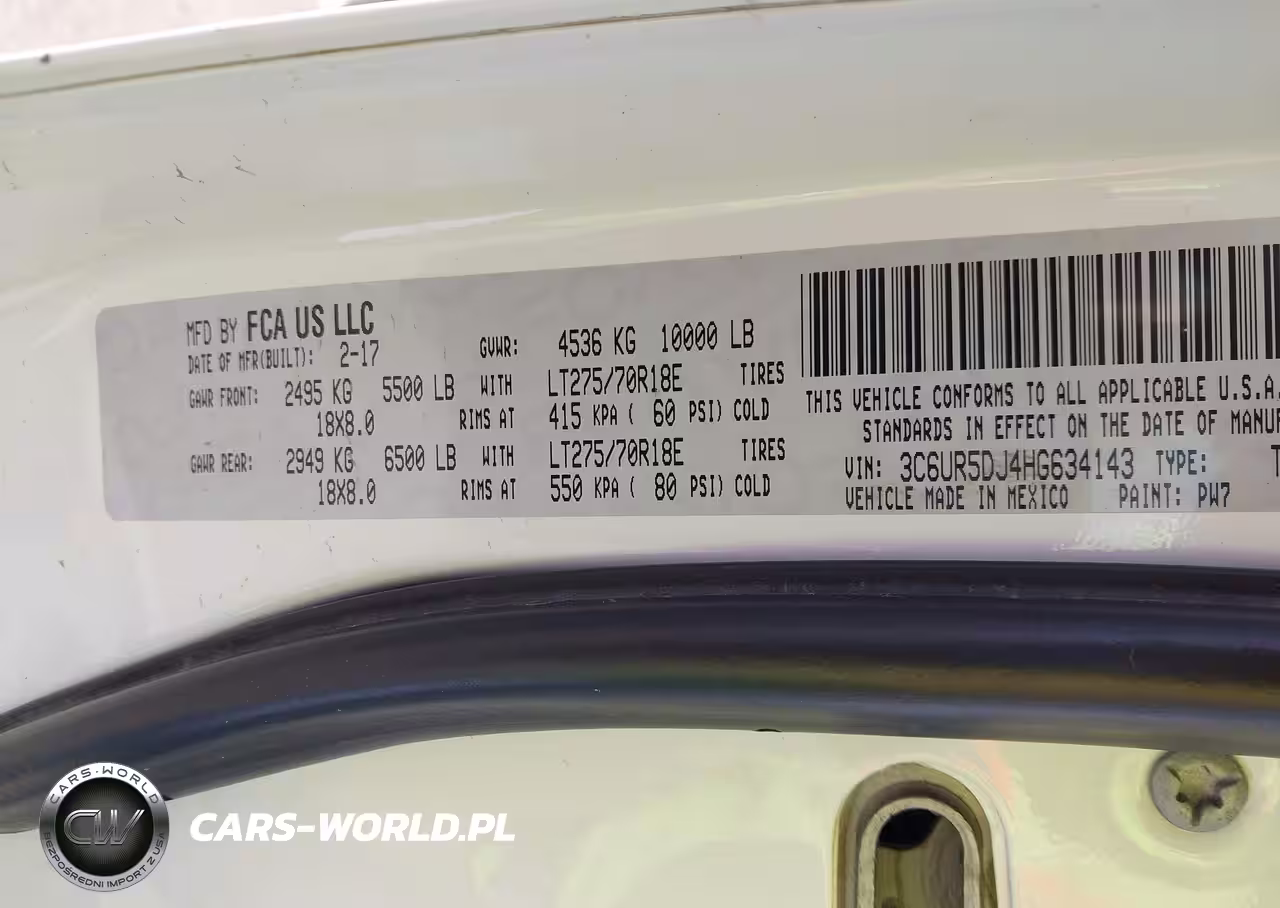 MFD BY FCA US LLC
DATE OF MFR(BUILT): 2-17
GVWR: 4536 KG 10000 LB
GAWR FRONT: 2495 KG 5500 LB WITH LT275/70R18E TIRES
18X8.0 RIMS AT 415 KPA ( 60 PSI) COLD
GAWR REAR: 2949 KG 6500 LB WITH LT275/70R18E TIRES
18X8.0 RIMS AT 550 KPA ( 80 PSI) COLD
THIS VEHICLE CONFORMS TO ALL APPLICABLE U.S.A.
STANDARDS IN EFFECT ON THE DATE OF
VIN: 3C6UR5DJ4HG634143 TYPE:
VEHICLE MADE IN MEXICO PAINT: PW7
CARS-WORLD
CW
BEZPOŚREDNI IMPORT Z USA
CARS-WORLD.PL